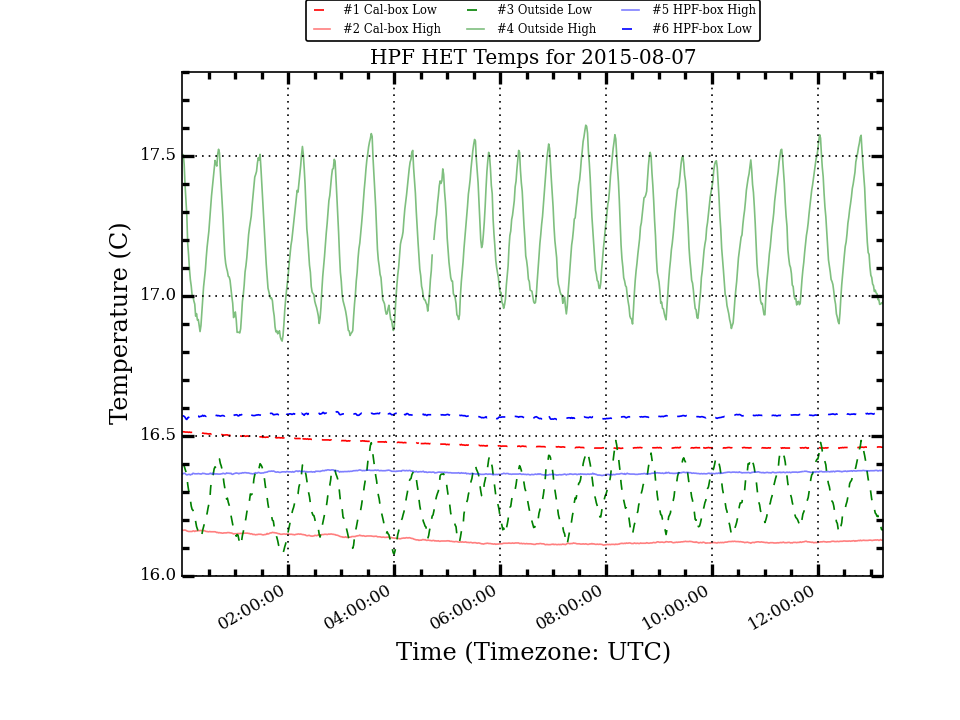 #1 Cal-box Low #3 Outside Low #5 HPF-box High
#2 Cal-box High #4 Outside High #6 HPF-box Low
HPF HET Temps for 2015-08-07
Temperature (C)
17.5
17.0
16.5
16.0
02:00:00 04:00:00 06:00:00 08:00:00 10:00:00 12:00:00
Time (Timezone: UTC)